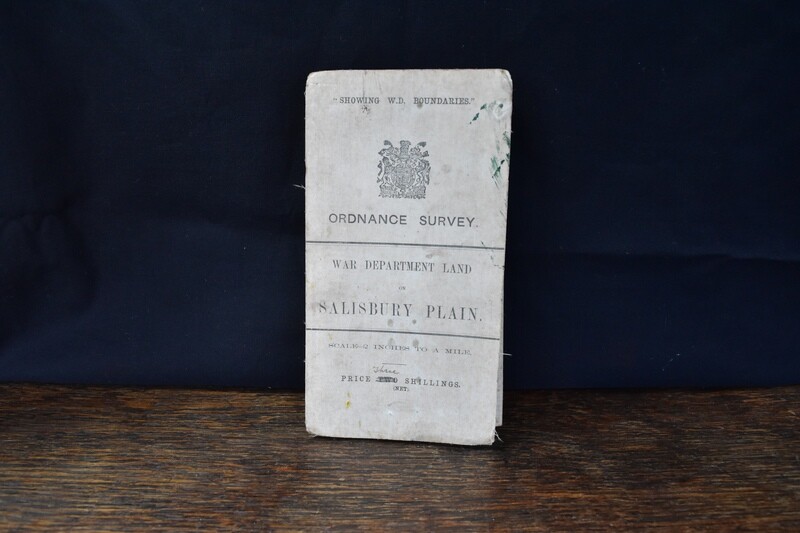 "SHOWING W.D. BOUNDARIES."
ORDNANCE SURVEY.
WAR DEPARTMENT LAND
ON
SALISBURY PLAIN.
SCALE–2 INCHES TO A MILE.
Three
PRICE TWO SHILLINGS.
(NET)